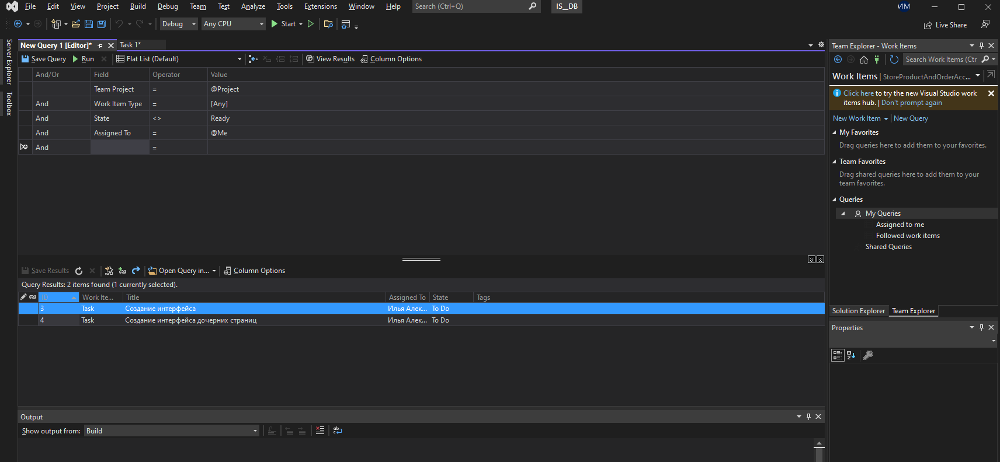 File Edit View Project Build Debug Team Test Analyze Tools Extensions Window Help Search (Ctrl+Q) IS__DB ИМ
Debug Any CPU Start Live Share
Server Explorer
Toolbox
New Query 1 [Editor]* Task 1*
Save Query Run Flat List (Default) View Results Column Options
And/Or Field Operator Value
Team Project = @Project
And Work Item Type = [Any]
And State <> Ready
And Assigned To = @Me
And =
Save Results Open Query in... Column Options
Query Results: 2 items found (1 currently selected).
ID Work Ite... Title Assigned To State Tags
3 Task Создание интерфейса Илья Алек... To Do
4 Task Создание интерфейса дочерних страниц Илья Алек... To Do
Output
Show output from: Build
Team Explorer - Work Items
Search Work Items (Ctr
Work Items | StoreProductAndOrderAcc...
Click here to try the new Visual Studio work
items hub. | Don't prompt again
New Work Item | New Query
My Favorites
Drag queries here to add them to your favorites.
Team Favorites
Drag shared queries here to add them to your
team favorites.
Queries
My Queries
Assigned to me
Followed work items
Shared Queries
Solution Explorer Team Explorer
Properties